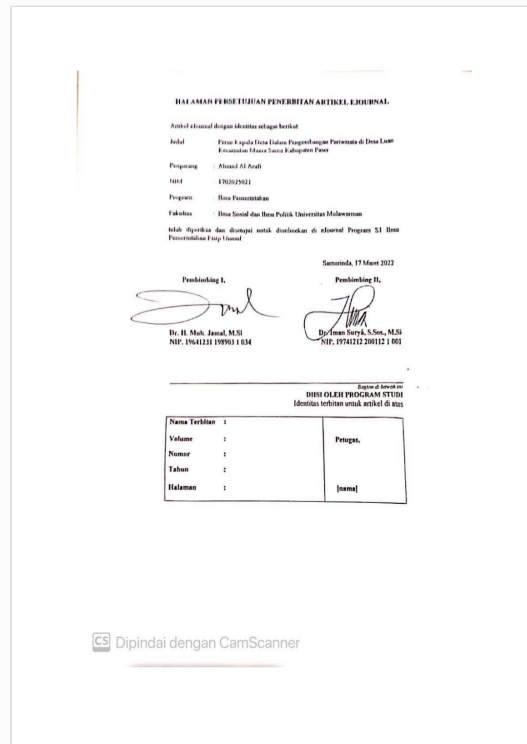 HALAMAN PERSETUJUAN PENERBITAN ARTIKEL EJOURNAL
Artikel eJournal dengan identitas sebagai berikut
Judul : Peran Kepala Desa Dalam Pengembangan Pariwisata di Desa Luan
Kecamatan Muara Samu Kabupaten Paser
Pengarang : Ahmad Al Arafi
NIM : 1702025021
Program : Ilmu Pemerintahan
Fakultas : Ilmu Sosial dan Ilmu Politik Universitas Mulawarman
telah diperiksa dan disetujui untuk disebarkan di eJournal Program S1 Ilmu
Pemerintahan Fisip Unmul
Samarinda, 17 Maret 2022
Pembimbing I, Pembimbing II,
Dr. H. Muh. Jamal, M.Si Dr. Iman Surya, S.Sos., M.Si
NIP. 19641231 198903 1 034 NIP. 19741212 200112 1 001
Bagian di bawah ini
DIISI OLEH PROGRAM STUDI
Identitas terbitan untuk artikel di atas
Nama Terbitan :
Volume : Petugas,
Nomor :
Tahun :
Halaman : [nama]
CS Dipindai dengan CamScanner